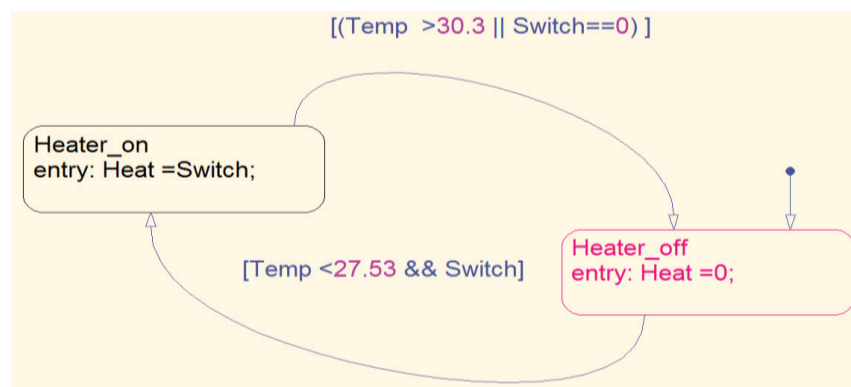 [(Temp >30.3 || Switch==0) ]
Heater_on
entry: Heat =Switch;
[Temp <27.53 && Switch]
Heater_off
entry: Heat =0;